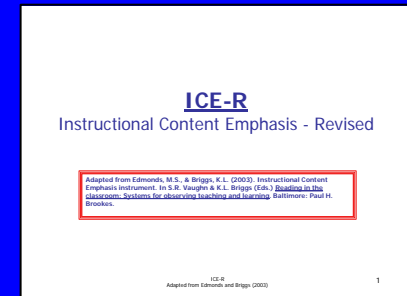 ICE-R
Instructional Content Emphasis - Revised
Adapted from Edmonds, M.S., & Briggs, K.L. (2003). Instructional Content
Emphasis instrument. In S.R. Vaughn & K.L. Briggs (Eds.) Reading in the
classroom: Systems for observing teaching and learning. Baltimore: Paul H.
Brookes.
ICE-R
Adapted from Edmonds and Briggs (2003)
1